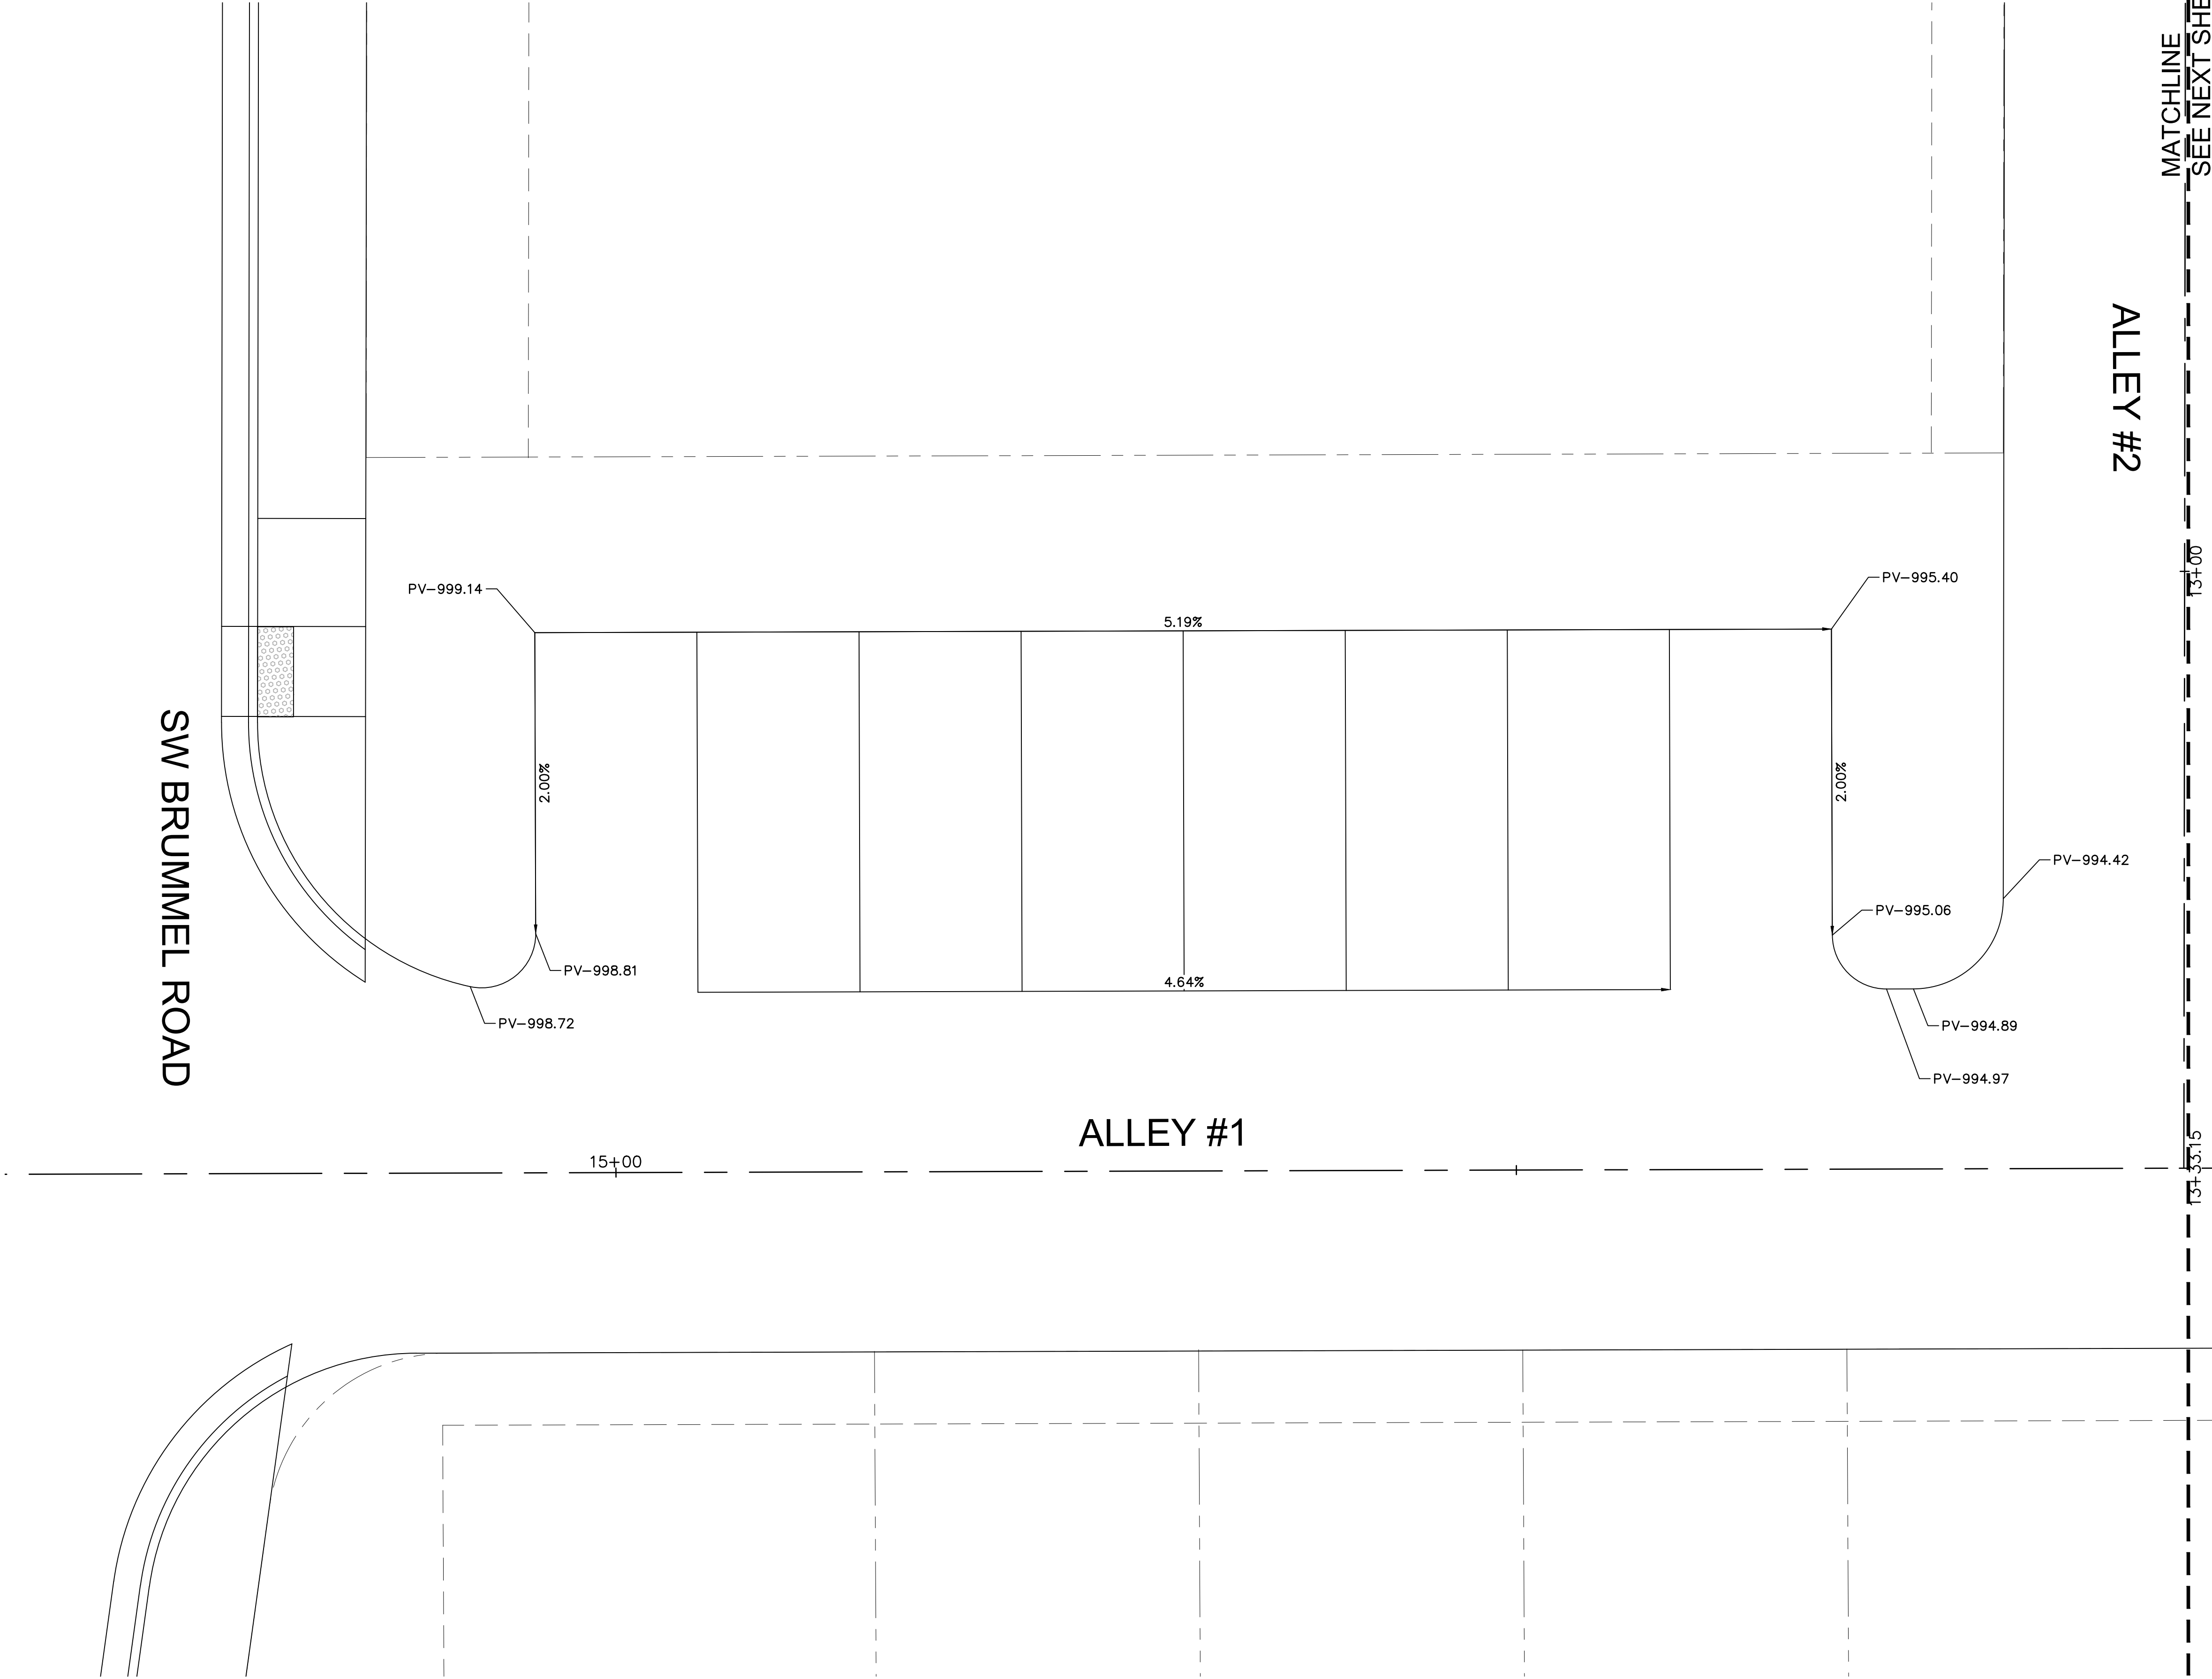 MATCHLINE
SEE NEXT
ALLEY #2
13+00
PV-999.14
PV-995.40
5.19%
2.00%
2.00%
SW BRUMMEL ROAD
PV-994.42
PV-995.06
PV-998.81
4.64%
PV-998.72
PV-994.89
PV-994.97
ALLEY #1
15+00
13+33.15